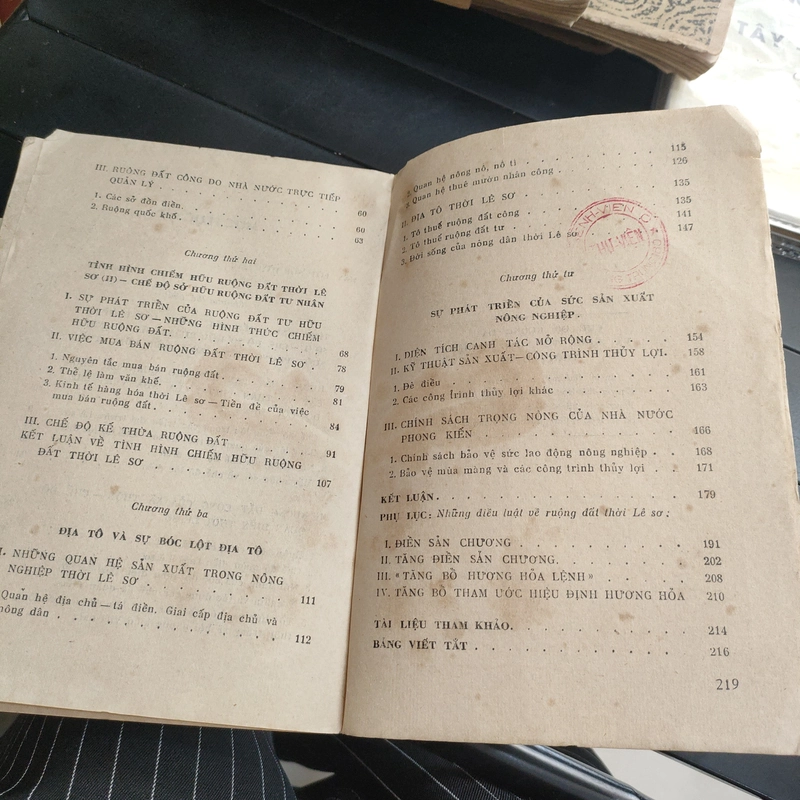 III. RUỘNG ĐẤT CÔNG DO NHÀ NƯỚC TRỰC TIẾP
QUẢN LÝ . . . . . . . . . . . 60
1. Các sở đồn điền. . . . . . . . . . . 60
2. Ruộng quốc khố. . . . . . . . . . . 63
Chương thứ hai
TÌNH HÌNH CHIẾM HỮU RUỘNG ĐẤT THỜI LÊ
SƠ (II) — CHẾ ĐỘ SỞ HỮU RUỘNG ĐẤT TƯ NHÂN
I. SỰ PHÁT TRIỂN CỦA RUỘNG ĐẤT TƯ HỮU
THỜI LÊ SƠ — NHỮNG HÌNH THỨC CHIẾM
HỮU RUỘNG ĐẤT. . . . . . . . . . 68
II. VIỆC MUA BÁN RUỘNG ĐẤT THỜI LÊ SƠ . . 78
1. Nguyên tắc mua bán ruộng đất . . . . . . . 79
2. Thể lệ làm văn khế. . . . . . . . . . 81
3. Kinh tế hàng hóa thời Lê sơ — Tiền đề của việc
mua bán ruộng đất. . . . . . . . . . 84
III. CHẾ ĐỘ KẾ THỪA RUỘNG ĐẤT . . . . . 91
KẾT LUẬN VỀ TÌNH HÌNH CHIẾM HỮU RUỘNG
ĐẤT THỜI LÊ SƠ . . . . . . . . . 107
Chương thứ ba
ĐỊA TÔ VÀ SỰ BÓC LỘT ĐỊA TÔ
I. NHỮNG QUAN HỆ SẢN XUẤT TRONG NÔNG
NGHIỆP THỜI LÊ SƠ . . . . . . . . 111
Quan hệ địa chủ — tá điền. Giai cấp địa chủ và
nông dân . . . . . . . . . . . 112
115
2. Quan hệ nông nô, nô tì . . . . . . . . 126
3. Quan hệ thuê mướn nhân công . . . . . .
II. ĐỊA TÔ THỜI LÊ SƠ . . . . . . . . 135
1. Tô thuế ruộng đất công . . . . . . . . 135
2. Tô thuế ruộng đất tư . . . . . . . . 141
3. Đời sống của nông dân thời Lê sơ . . . . . 147
THƯ-VIỆN
Chương thứ tư
SỰ PHÁT TRIỂN CỦA SỨC SẢN XUẤT
NÔNG NGHIỆP.
I. DIỆN TÍCH CANH TÁC MỞ RỘNG . . . . . 154
II. KỸ THUẬT SẢN XUẤT — CÔNG TRÌNH THỦY LỢI. 158
1. Đê điều . . . . . . . . . . . 161
2. Các công trình thủy lợi khác . . . . . . 163
III. CHÍNH SÁCH TRỌNG NÔNG CỦA NHÀ NƯỚC
PHONG KIẾN . . . . . . . . . . 166
1. Chính sách bảo vệ sức lao động nông nghiệp . . 168
2. Bảo vệ mùa màng và các công trình thủy lợi . . 171
KẾT LUẬN. . . . . . . . . . . . 179
PHỤ LỤC: Những điều luật về ruộng đất thời Lê sơ :
I. ĐIỀN SẢN CHƯƠNG . . . . . . . . 191
II. TĂNG ĐIỀN SẢN CHƯƠNG. . . . . . . 202
III. «TĂNG BỔ HƯƠNG HỎA LỆNH» . . . . . 208
IV. TĂNG BỔ THAM ƯỚC HIỆU ĐỊNH HƯƠNG HỎA 210
TÀI LIỆU THAM KHẢO. . . . . . . . . 214
BẢNG VIẾT TẮT . . . . . . . . . . 216
219